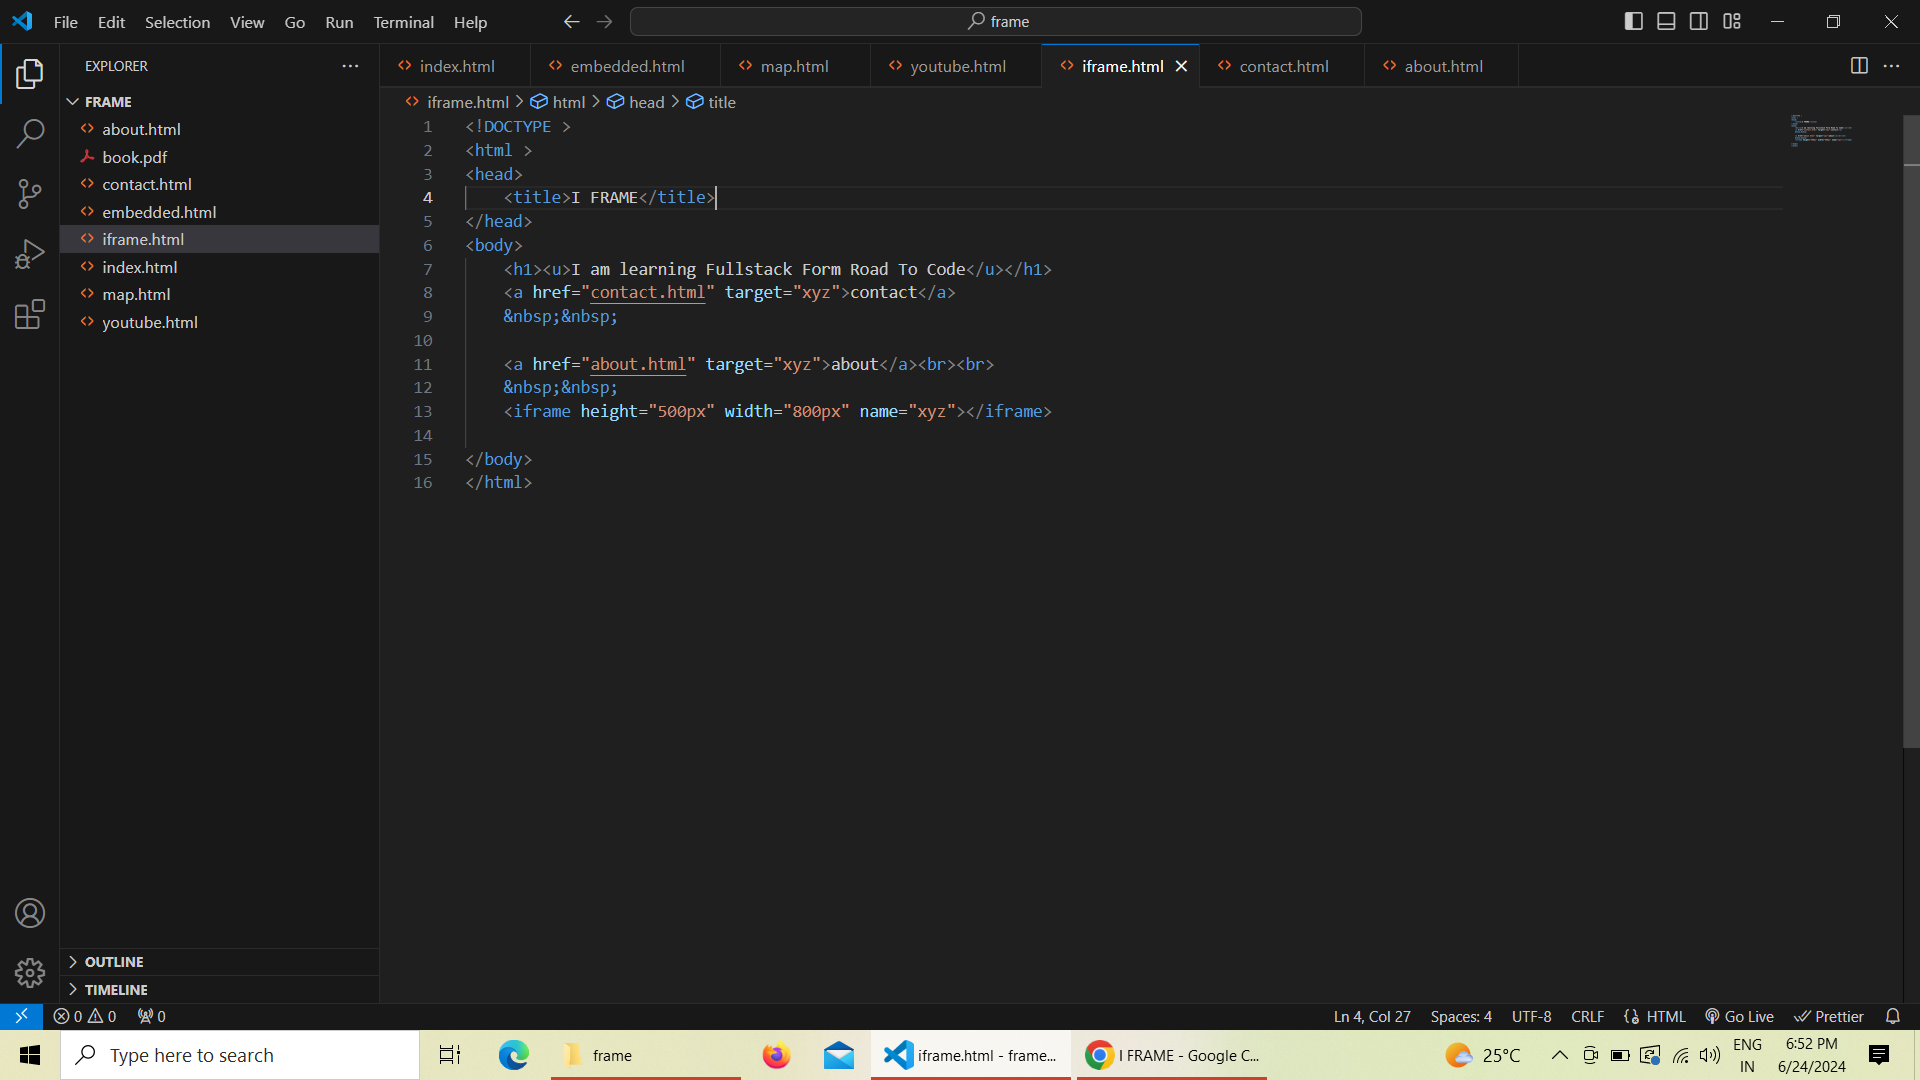 File Edit Selection View Go Run Terminal Help
frame
EXPLORER
FRAME
about.html
book.pdf
contact.html
embedded.html
iframe.html
index.html
map.html
youtube.html
OUTLINE
TIMELINE
index.html embedded.html map.html youtube.html iframe.html contact.html about.html
iframe.html > html > head > title
1 <!DOCTYPE >
2 <html >
3 <head>
4 <title>I FRAME</title>
5 </head>
6 <body>
7 <h1><u>I am learning Fullstack Form Road To Code</u></h1>
8 <a href="contact.html" target="xyz">contact</a>
9 &nbsp;&nbsp;
10
11 <a href="about.html" target="xyz">about</a><br><br>
12 &nbsp;&nbsp;
13 <iframe height="500px" width="800px" name="xyz"></iframe>
14
15 </body>
16 </html>
0 0 0
Ln 4, Col 27 Spaces: 4 UTF-8 CRLF HTML Go Live Prettier
Type here to search
frame
iframe.html - frame...
I FRAME - Google C...
25°C
ENG
IN
6:52 PM
6/24/2024